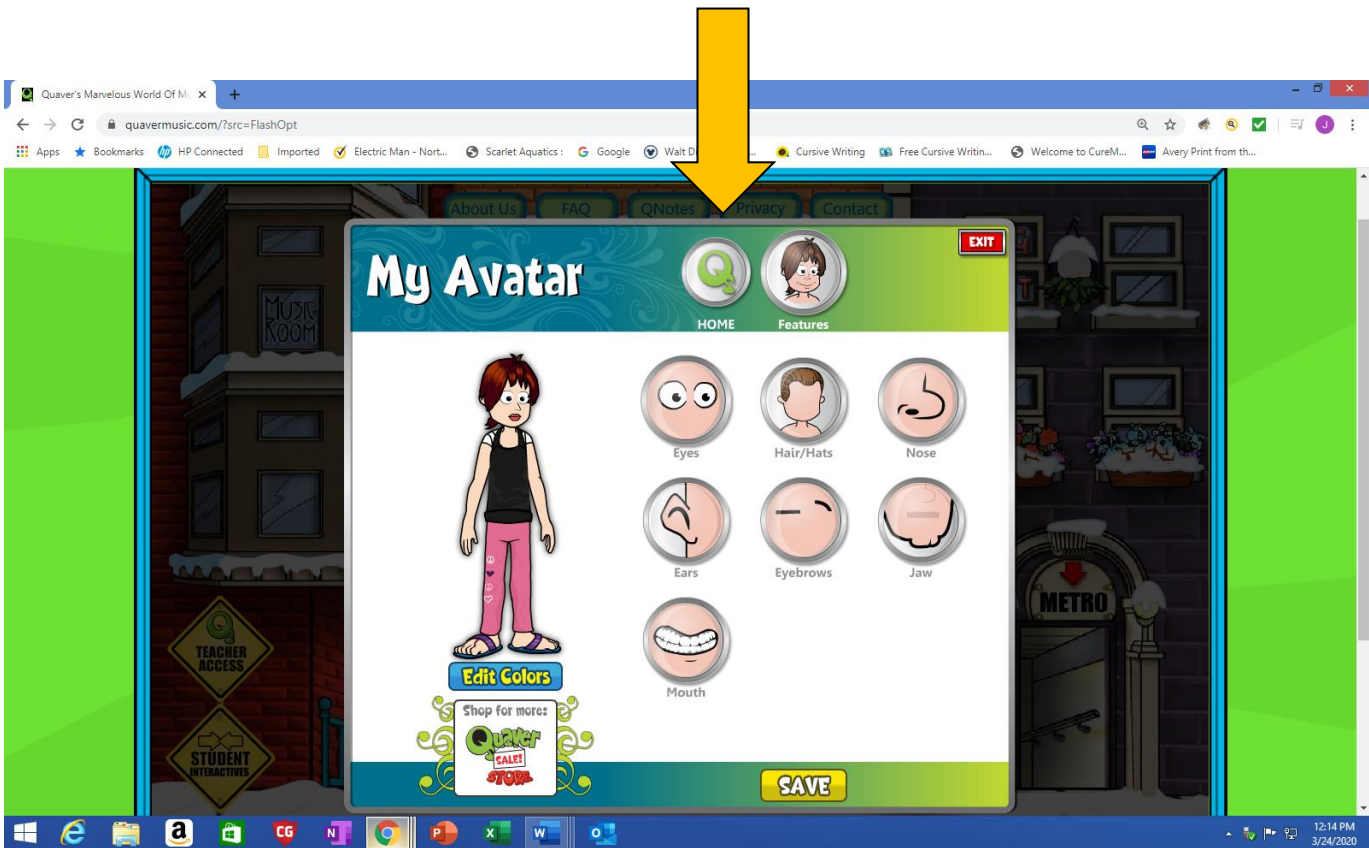 Quaver's Marvelous World Of M
quavermusic.com/?src=FlashOpt
Apps Bookmarks HP Connected Imported Electric Man - Nort... Scarlet Aquatics : Google Walt D ... Cursive Writing Free Cursive Writin... Welcome to CureM... Avery Print from th...
About Us FAQ QNotes Privacy Contact
My Avatar
HOME Features
EXIT
MUSIC
ROOM
Eyes Hair/Hats Nose
Ears Eyebrows Jaw
METRO
TEACHER
ACCESS
Edit Colors
Mouth
Shop for more:
Quaver
SALE!
STORE
STUDENT
INTERACTIVES
SAVE
12:14 PM
3/24/2020